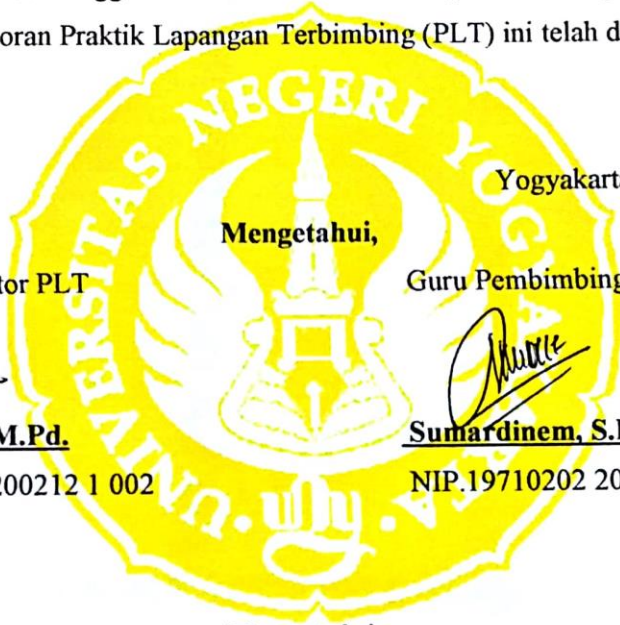 oran Praktik Lapangan Terbimbing (PLT) ini telah d
Yogyakart
Mengetahui,
tor PLT
Guru Pembimbing
M.Pd.
Sumardinem, S.
200212 1 002
NIP.19710202 20
UNIVERSITAS NEGERI YOGYAKARTA
uny